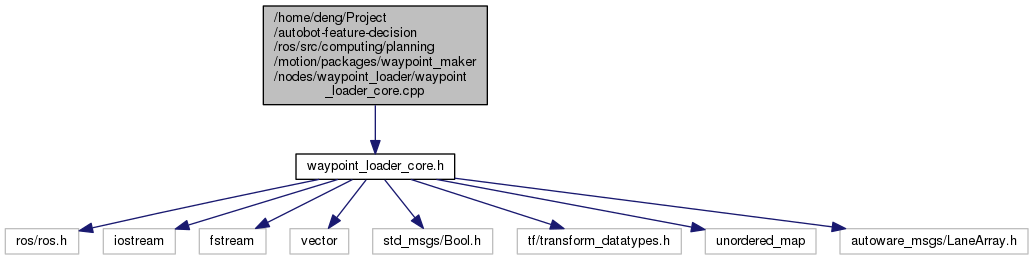 /home/deng/Project
/autobot-feature-decision
/ros/src/computing/planning
/motion/packages/waypoint_maker
/nodes/waypoint_loader/waypoint
_loader_core.cpp
waypoint_loader_core.h
ros/ros.h
iostream
fstream
vector
std_msgs/Bool.h
tf/transform_datatypes.h
unordered_map
autoware_msgs/LaneArray.h